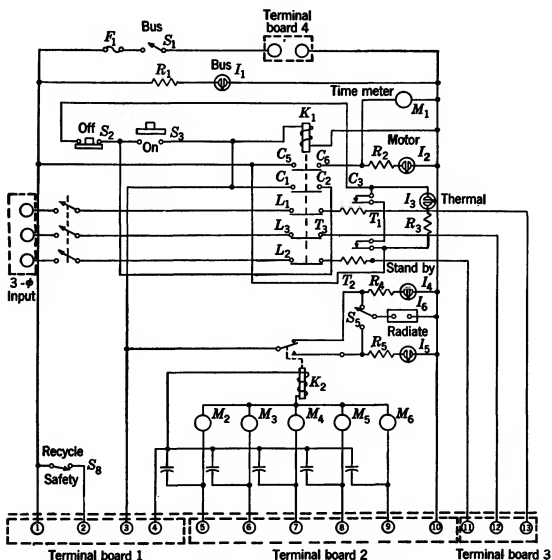 Bus
F1 S1
Terminal board 4
R1 Bus I1
Time meter M1
K1
Off S2 S3 On
Motor
C5 C6 R2 I2
C1 C2 C3
I3 Thermal
L1 T1
R3
L3 T3
L2
3-ϕ Input
Stand by
T2 R4 I4
S5 I6
Radiate
R5 I5
K2
M2 M3 M4 M5 M6
Recycle S8
Safety
1 2 3 4 5 6 7 8 9 10 11 12 13
Terminal board 1 Terminal board 2 Terminal board 3